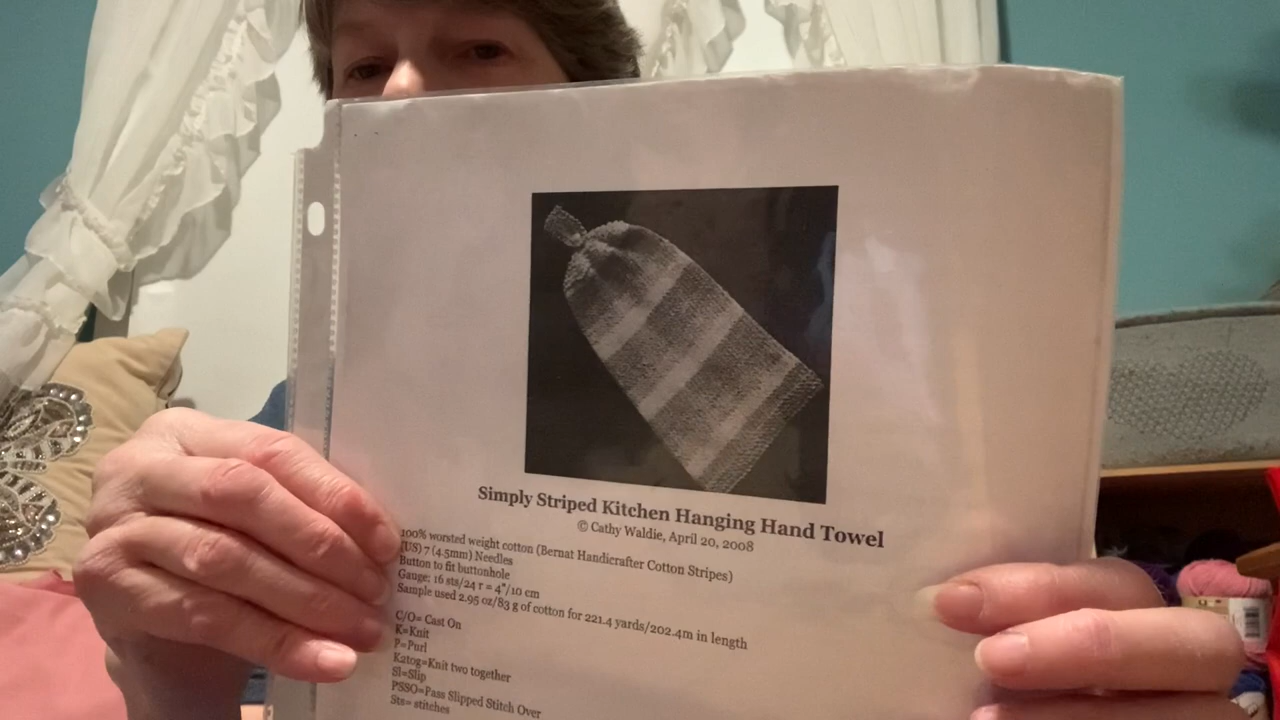 Simply Striped Kitchen Hanging Hand Towel
© Cathy Waldie, April 20, 2008
100% worsted weight cotton (Bernat Handicrafter Cotton Stripes)
[US) 7 (4.5mm) Needles
Button to fit buttonhole
Gauge: 16 sts/24 r = 4"/10 cm
Sample used 2.95 oz/83 g of cotton for 221.4 yards/202.4m in length
C/O= Cast On
K=Knit
P=Purl
K2tog=Knit two together
Sl=Slip
PSSO=Pass Slipped Stitch Over
Sts= stitches